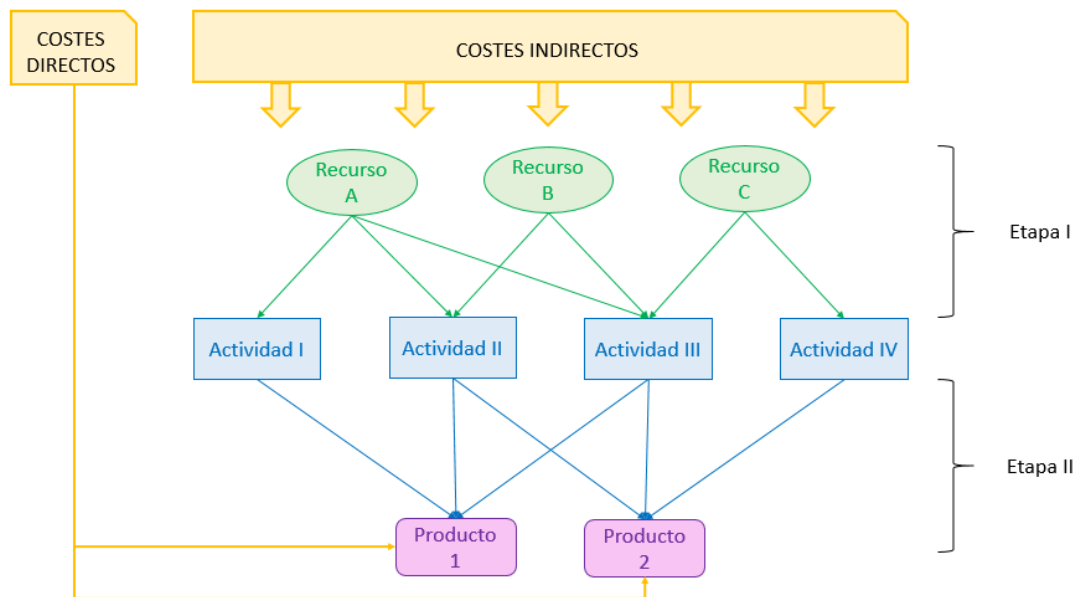 COSTES
DIRECTOS
COSTES INDIRECTOS
Recurso
A
Recurso
B
Recurso
C
Etapa I
Actividad I
Actividad II
Actividad III
Actividad IV
Etapa II
Producto
1
Producto
2